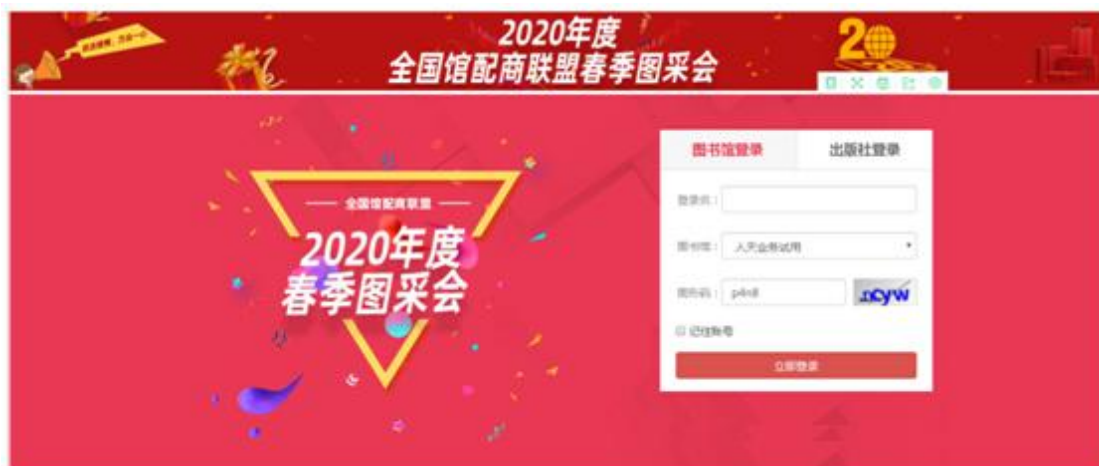 2020年度
全国馆配商联盟春季图采会
20
全国馆配商联盟
2020年度
春季图采会
图书馆登录
出版社登录
登录名：
图书馆：
人天业务试用
图形码：
p4n8
记住账号
立即登录